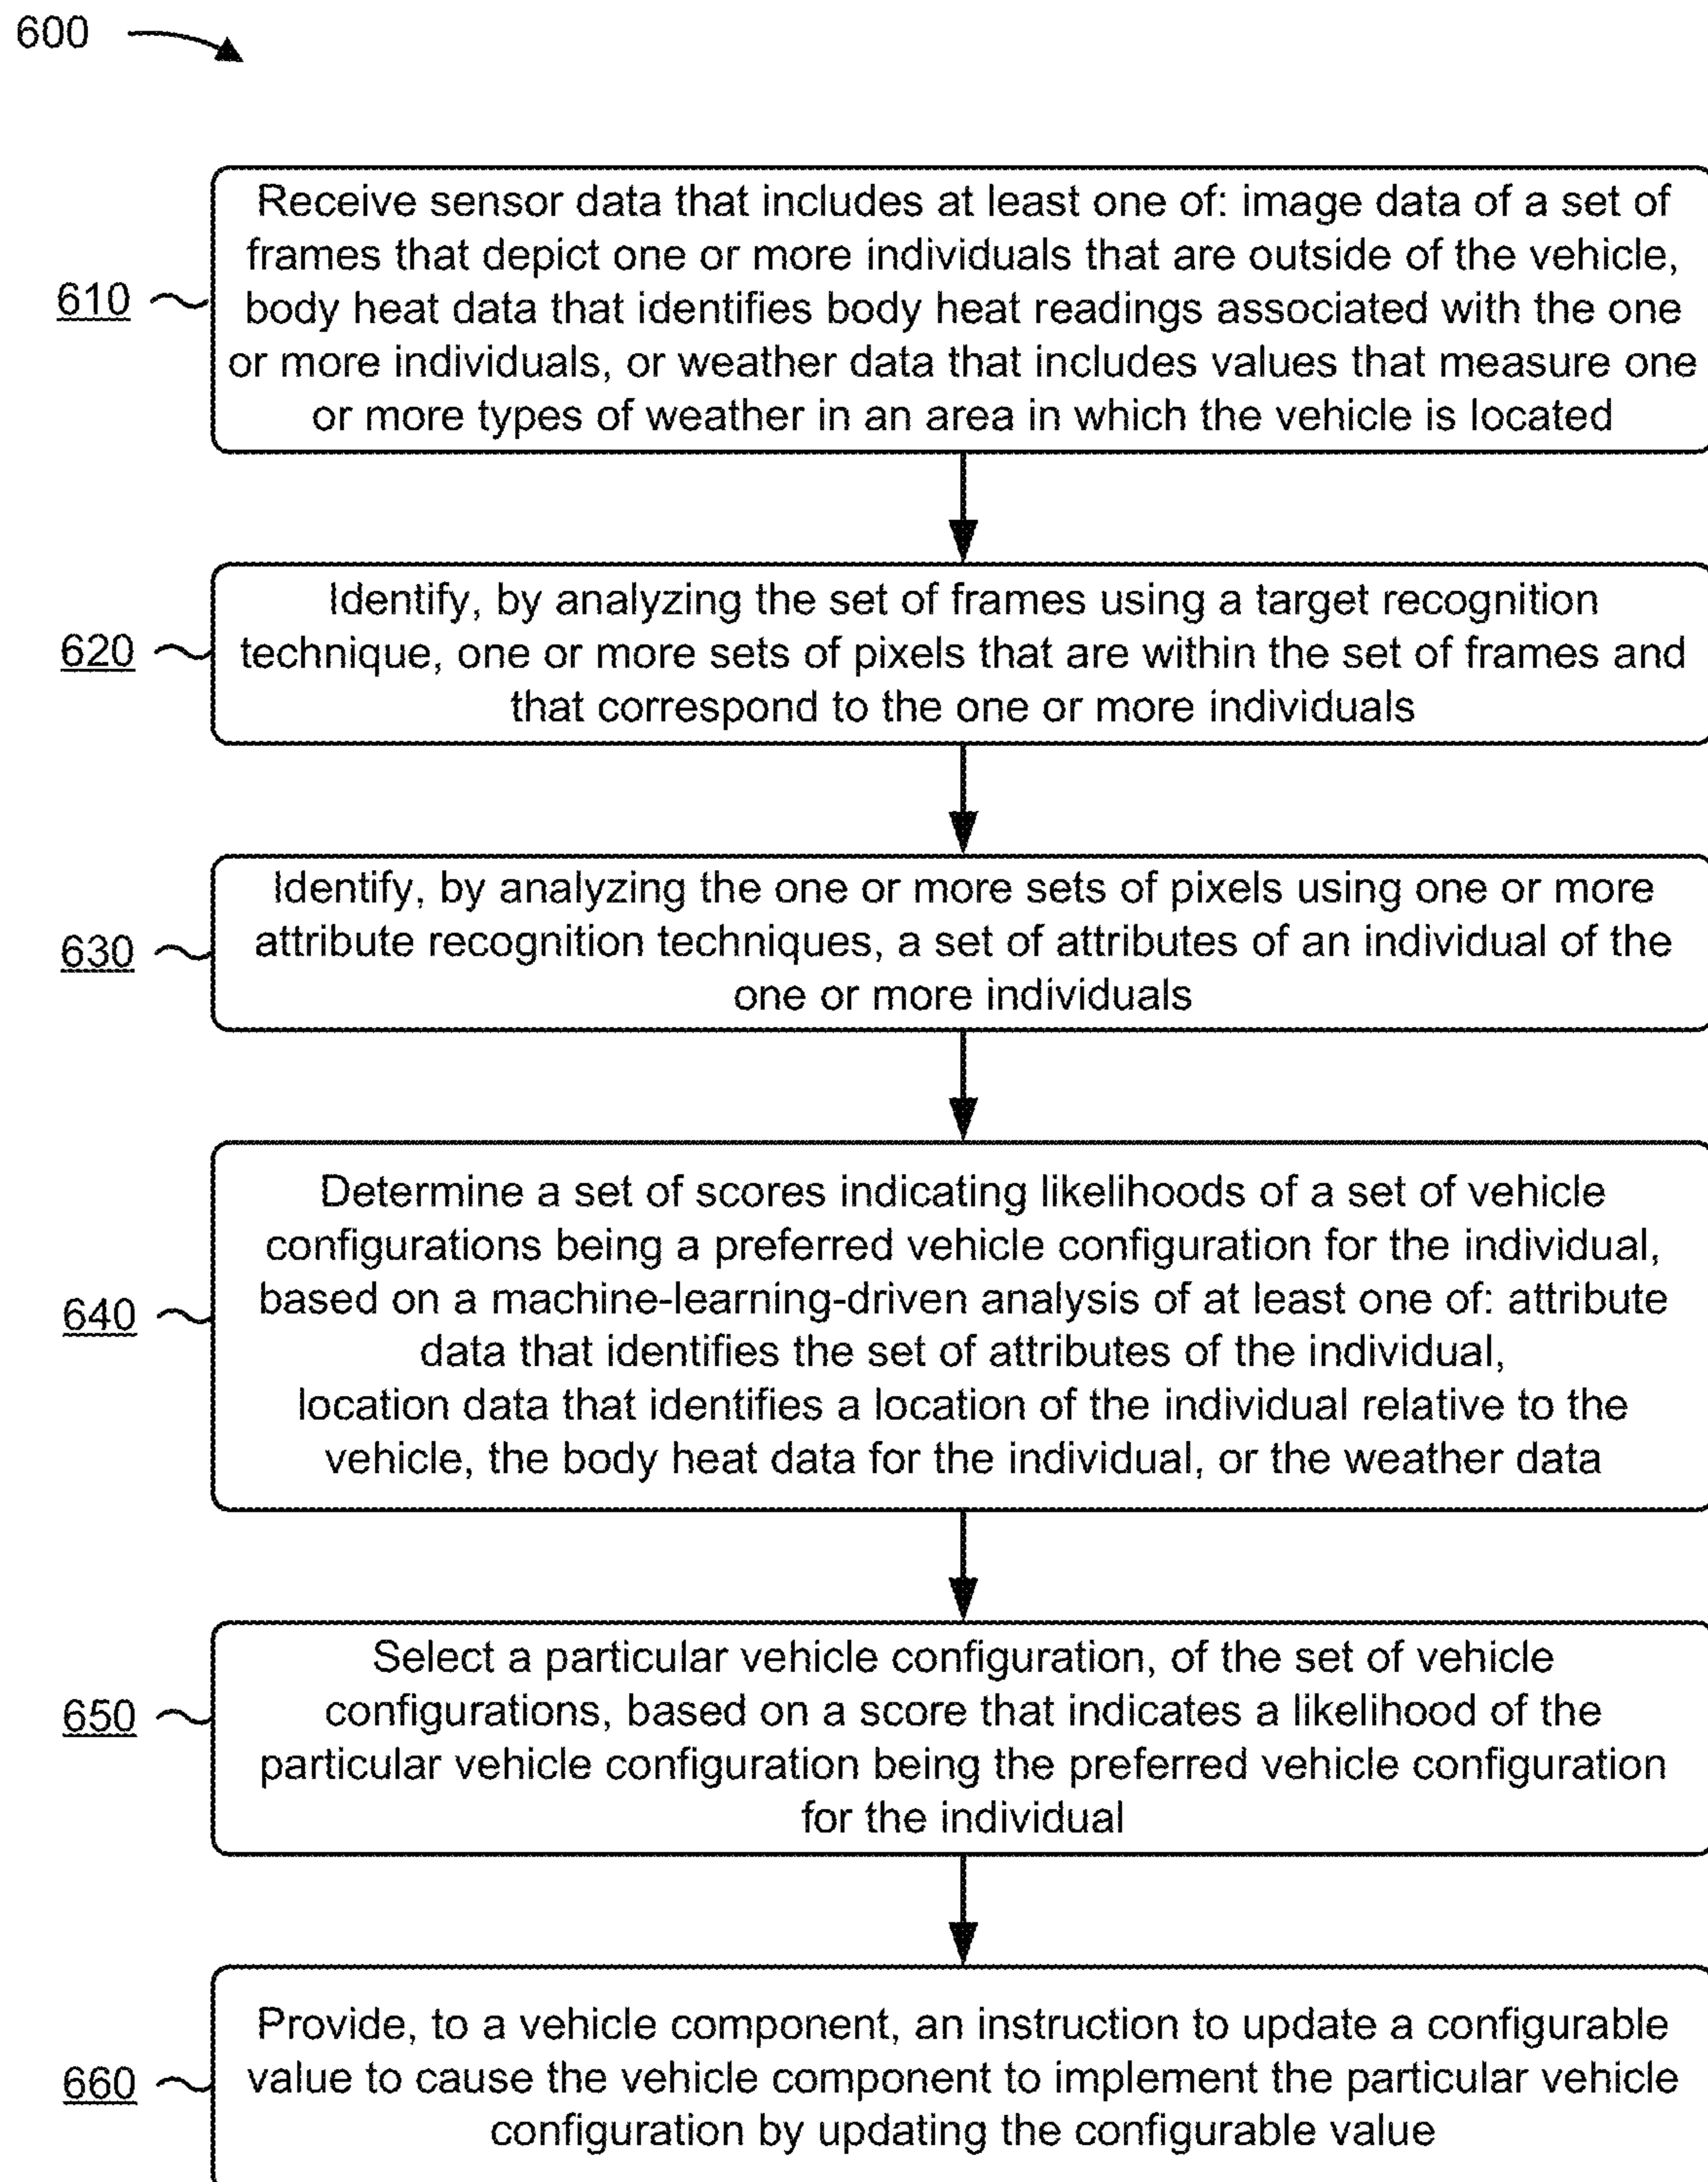 600
Receive sensor data that includes at least one of: image data of a set of
frames that depict one or more individuals that are outside of the vehicle,
610
body heat data that identifies body heat readings associated with the one
or more individuals, or weather data that includes values that measure one
or more types of weather in an area in which the vehicle is located
Identify, by analyzing the set of frames using a target recognition
620
technique, one or more sets of pixels that are within the set of frames and
that correspond to the one or more individuals
Identify, by analyzing the one or more sets of pixels using one or more
630
attribute recognition techniques, a set of attributes of an individual of the
one or more individuals
Determine a set of scores indicating likelihoods of a set of vehicle
configurations being a preferred vehicle configuration for the individual,
based on a machine-learning-driven analysis of at least one of: attribute
640
data that identifies the set of attributes of the individual,
location data that identifies a location of the individual relative to the
vehicle, the body heat data for the individual, or the weather data
Select a particular vehicle configuration, of the set of vehicle
650
configurations, based on a score that indicates a likelihood of the
particular vehicle configuration being the preferred vehicle configuration
for the individual
Provide, to a vehicle component, an instruction to update a configurable
660
value to cause the vehicle component to implement the particular vehicle
configuration by updating the configurable value